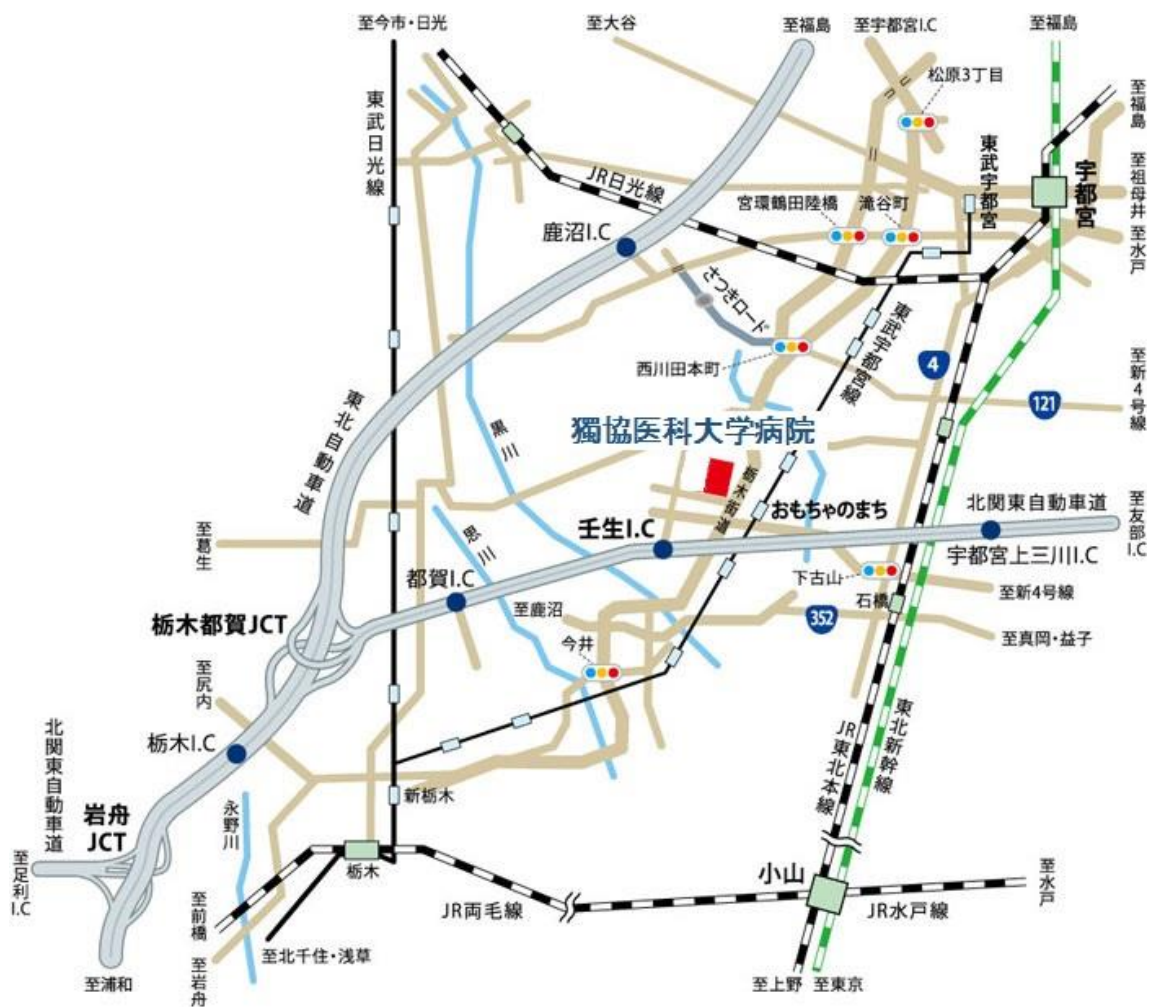 至今市・日光
至大谷
至福島
至宇都宮I.C
至福島
松原3丁目
至福島
東武日光線
JR日光線
東武宇都宮
宇都宮
至祖母井
宮環鶴田陸橋
滝谷町
至水戸
鹿沼I.C
さつきロード
東武宇都宮線
西川田本町
4
至新4号線
121
東北自動車道
黒川
獨協医科大学病院
栃木街道
おもちゃのまち
北関東自動車道
至友部I.C
至葛生
思川
壬生I.C
宇都宮上三川I.C
都賀I.C
下古山
石橋
至新4号線
至鹿沼
352
栃木都賀JCT
今井
至真岡・益子
至尻内
北関東自動車道
栃木I.C
JR東北本線
東北新幹線
新栃木
永野川
岩舟
JCT
至足利I.C
栃木
小山
至水戸
至前橋
JR両毛線
JR水戸線
至北千住・浅草
至岩舟
至浦和
至上野
至東京